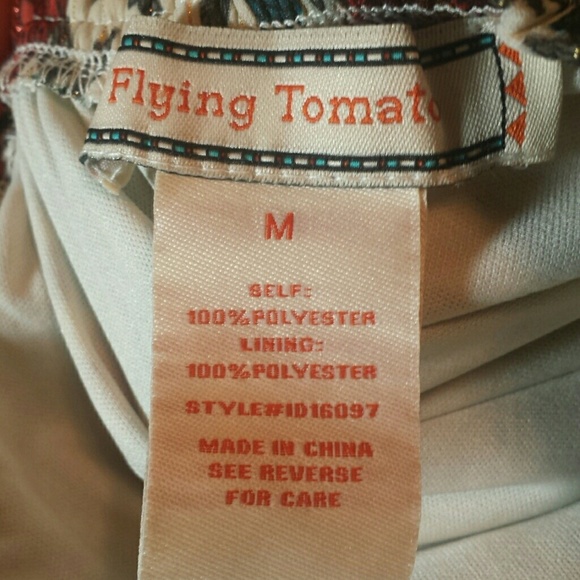 Flying Tomato
M
SELF:
100%POLYESTER
LINING:
100%POLYESTER
STYLE#ID16097
MADE IN CHINA
SEE REVERSE
FOR CARE